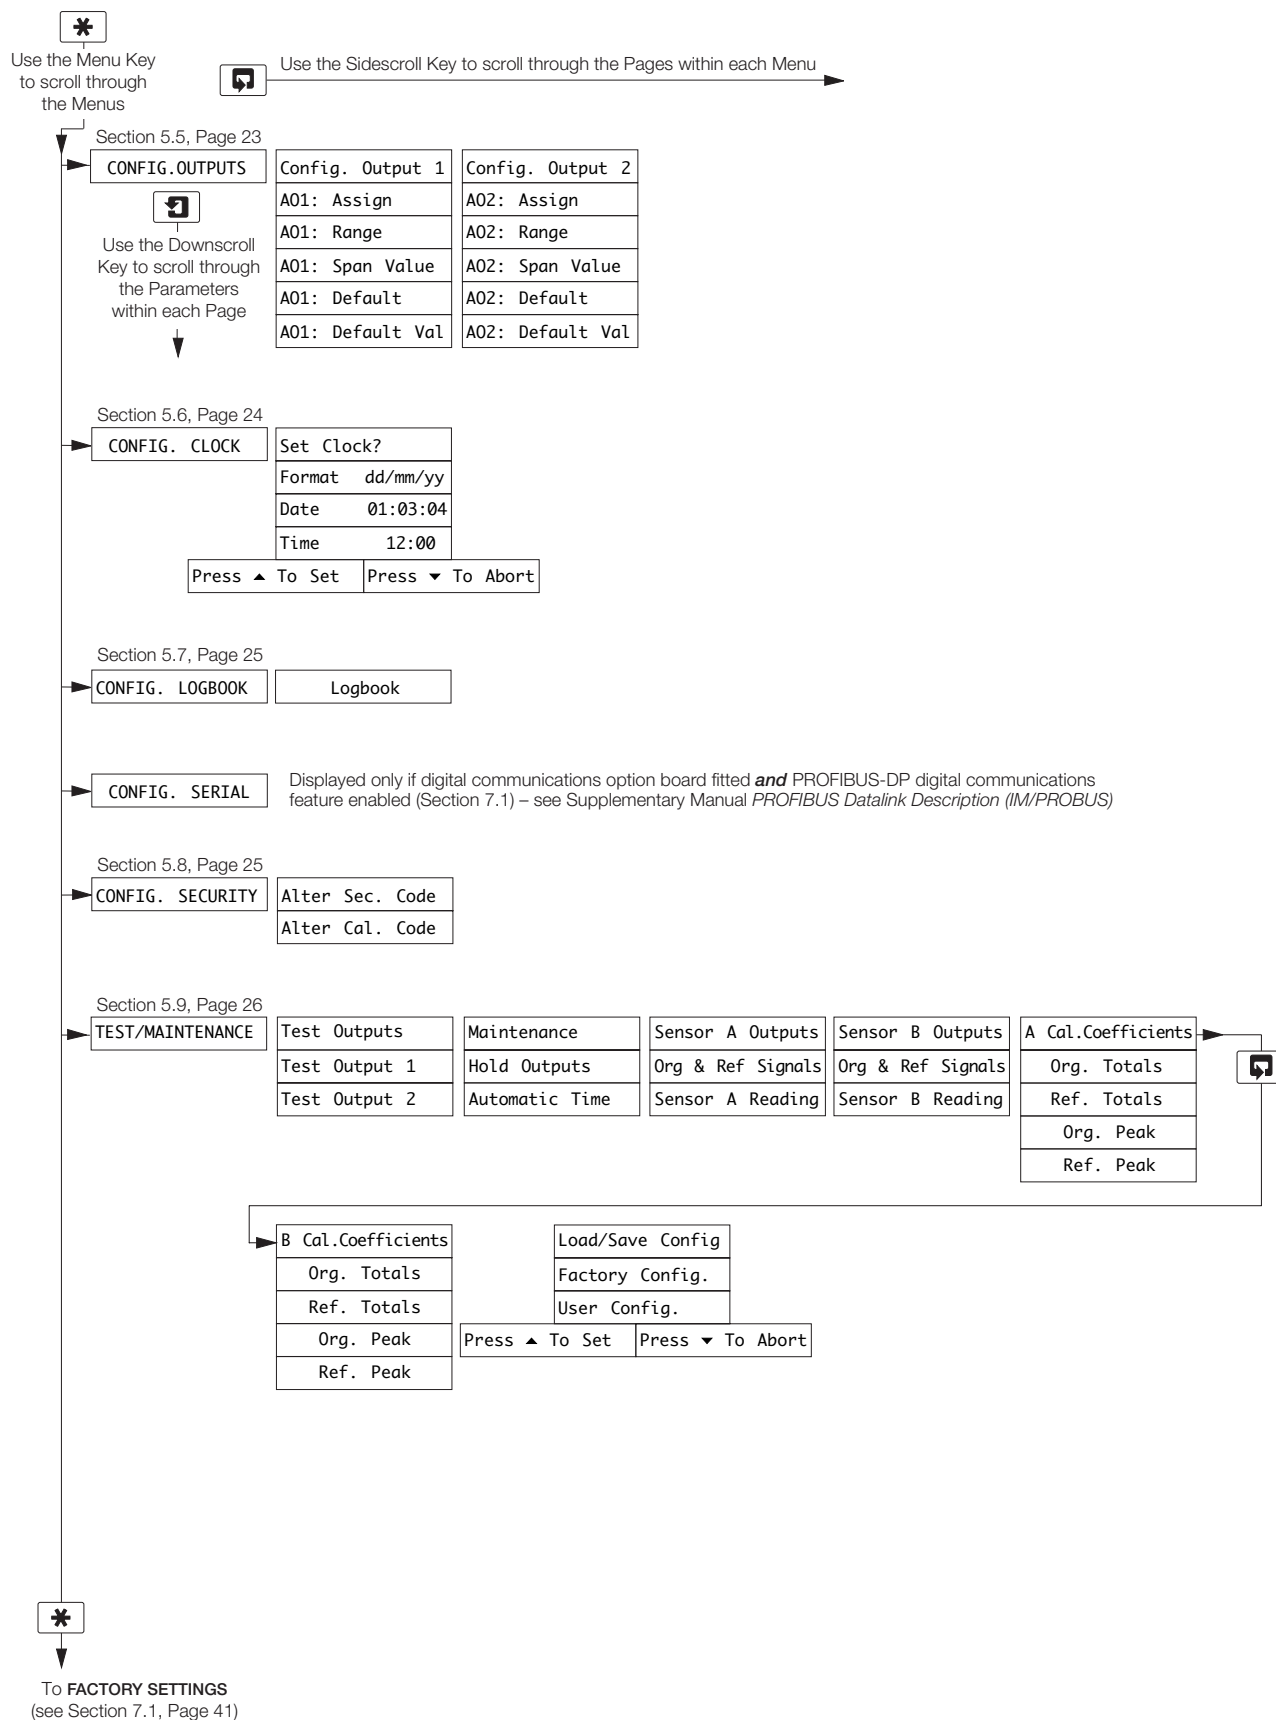 Use the Menu Key
to scroll through
the Menus
Use the Sidescroll Key to scroll through the Pages within each Menu
Section 5.5, Page 23
CONFIG.OUTPUTS
Use the Downscroll
Key to scroll through
the Parameters
within each Page
Config. Output 1
AO1: Assign
AO1: Range
AO1: Span Value
AO1: Default
AO1: Default Val
Config. Output 2
AO2: Assign
AO2: Range
AO2: Span Value
AO2: Default
AO2: Default Val
Section 5.6, Page 24
CONFIG. CLOCK
Set Clock?
Format dd/mm/yy
Date 01:03:04
Time 12:00
Press ▲ To Set
Press ▼ To Abort
Section 5.7, Page 25
CONFIG. LOGBOOK
Logbook
CONFIG. SERIAL
Displayed only if digital communications option board fitted and PROFIBUS-DP digital communications
feature enabled (Section 7.1) – see Supplementary Manual PROFIBUS Datalink Description (IM/PROBUS)
Section 5.8, Page 25
CONFIG. SECURITY
Alter Sec. Code
Alter Cal. Code
Section 5.9, Page 26
TEST/MAINTENANCE
Test Outputs
Test Output 1
Test Output 2
Maintenance
Hold Outputs
Automatic Time
Sensor A Outputs
Org & Ref Signals
Sensor A Reading
Sensor B Outputs
Org & Ref Signals
Sensor B Reading
A Cal.Coefficients
Org. Totals
Ref. Totals
Org. Peak
Ref. Peak
B Cal.Coefficients
Org. Totals
Ref. Totals
Org. Peak
Ref. Peak
Load/Save Config
Factory Config.
User Config.
Press ▲ To Set
Press ▼ To Abort
To FACTORY SETTINGS
(see Section 7.1, Page 41)